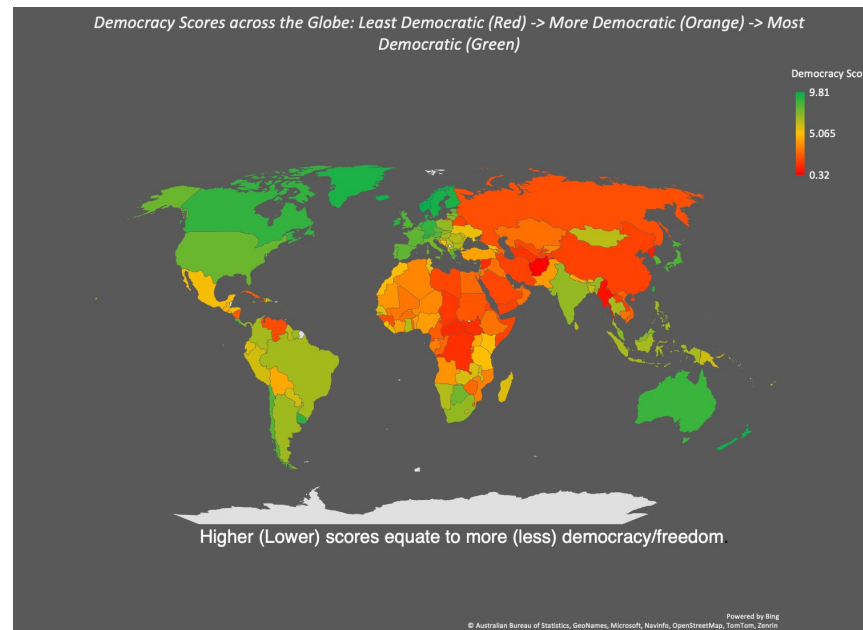 Democracy Scores across the Globe: Least Democratic (Red) -> More Democratic (Orange) -> Most
Democratic (Green)
Democracy Sco
9.81
5.065
0.32
Higher (Lower) scores equate to more (less) democracy/freedom.
Powered by Bing
© Australian Bureau of Statistics, GeoNames, Microsoft, Navinfo, OpenStreetMap, TomTom, Zenrin